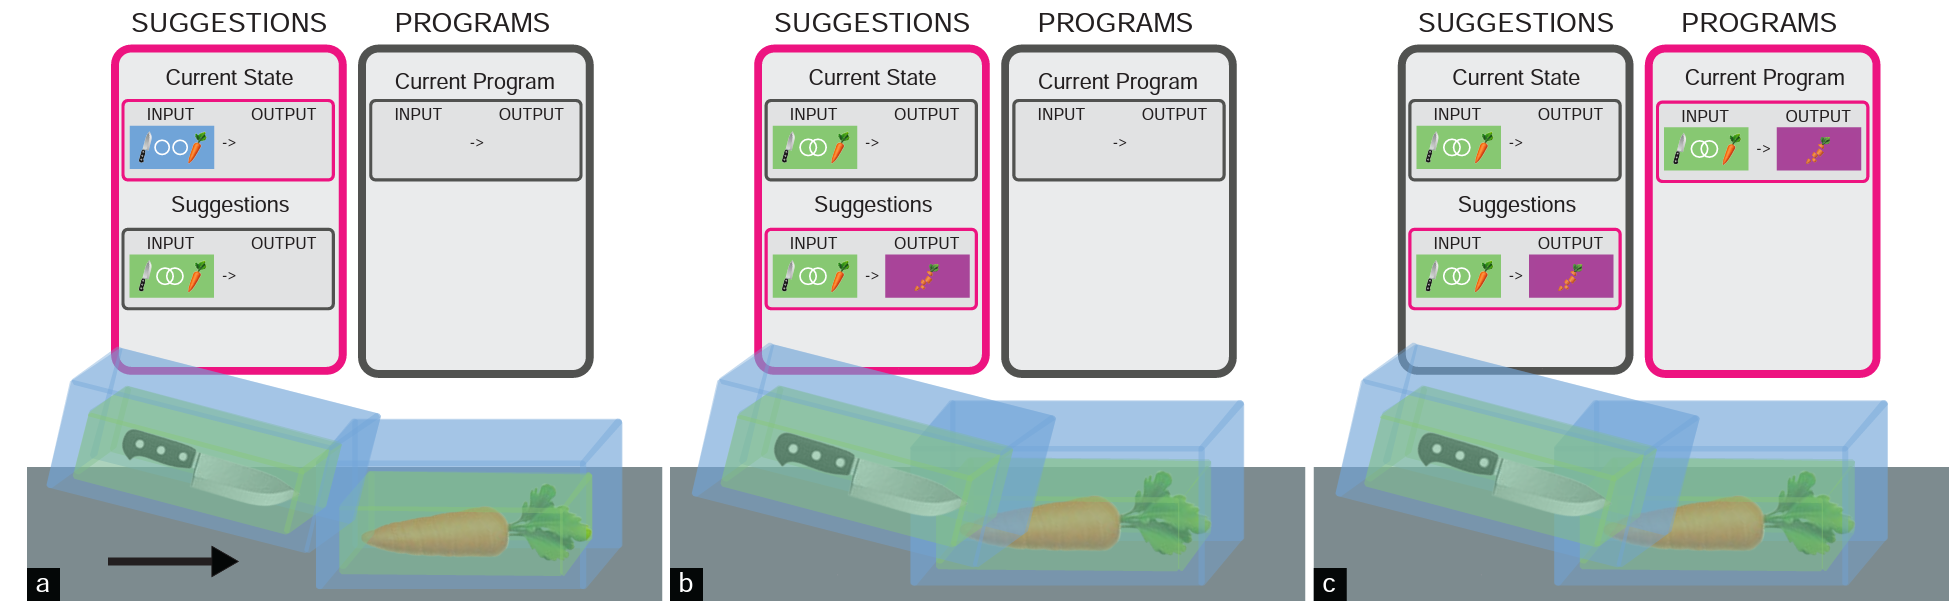 SUGGESTIONS PROGRAMS
Current State Current Program
INPUT OUTPUT INPUT OUTPUT
-> ->
Suggestions
INPUT OUTPUT
->
a
SUGGESTIONS PROGRAMS
Current State Current Program
INPUT OUTPUT INPUT OUTPUT
-> ->
Suggestions
INPUT OUTPUT
->
b
SUGGESTIONS PROGRAMS
Current State Current Program
INPUT OUTPUT INPUT OUTPUT
-> ->
Suggestions
INPUT OUTPUT
->
c